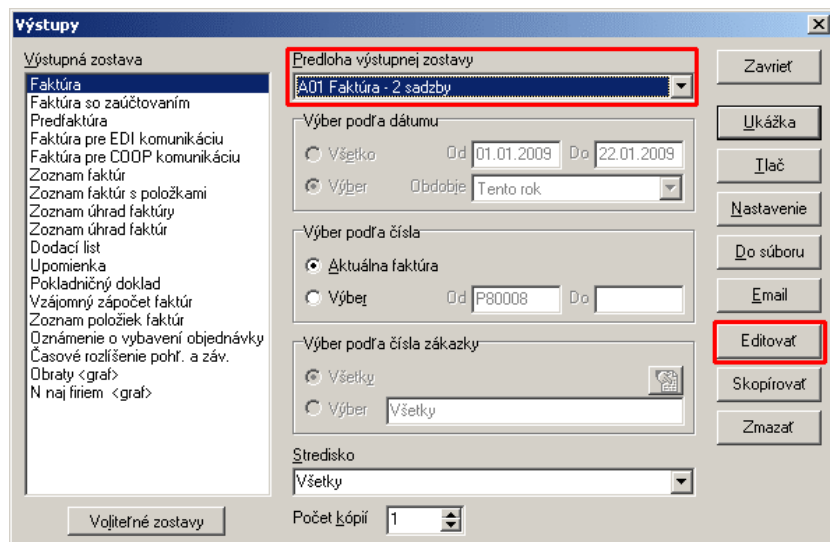 Výstupy
Výstupná zostava
Faktúra
Faktúra so zaúčtovaním
Predfaktúra
Faktúra pre EDI komunikáciu
Faktúra pre COOP komunikáciu
Zoznam faktúr
Zoznam faktúr s položkami
Zoznam úhrad faktúry
Zoznam úhrad faktúr
Dodací list
Upomienka
Pokladničný doklad
Vzájomný zápočet faktúr
Zoznam položiek faktúr
Oznámenie o vybavení objednávky
Časové rozlíšenie pohľ. a záv.
Obraty <graf>
N naj firiem <graf>
Voliteľné zostavy
Predloha výstupnej zostavy
A01 Faktúra - 2 sadzby
Výber podľa dátumu
Všetko Od 01.01.2009 Do 22.01.2009
Výber Obdobie Tento rok
Výber podľa čísla
Aktuálna faktúra
Výber Od P80008 Do
Výber podľa čísla zákazky
Všetky
Výber Všetky
Stredisko
Všetky
Počet kópií 1
Zavrieť
Ukážka
Tlač
Nastavenie
Do súboru
Email
Editovať
Skopírovať
Zmazať